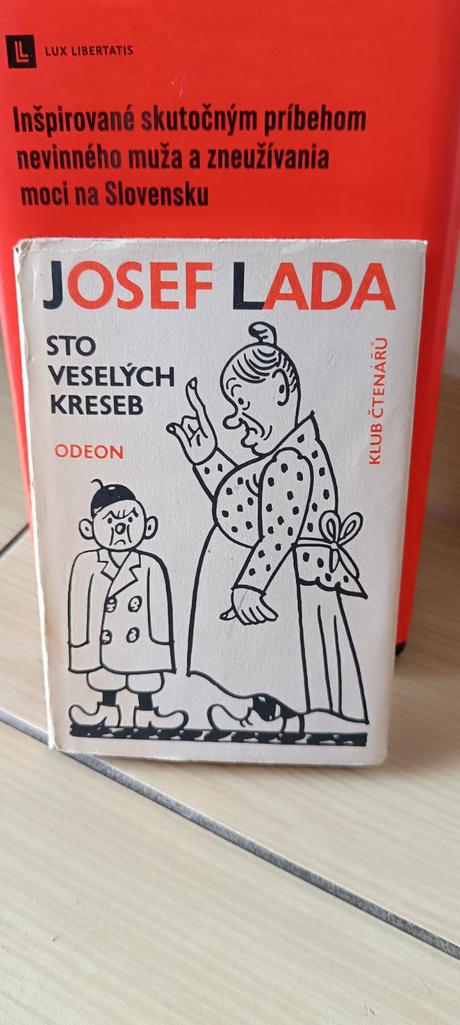 LUX LIBERTATIS
Inšpirované skutočným príbehom
nevinného muža a zneužívania
moci na Slovensku
JOSEF LADA
STO
VESELÝCH
KRESEB
ODEON
KLUB ČTENÁŘŮ